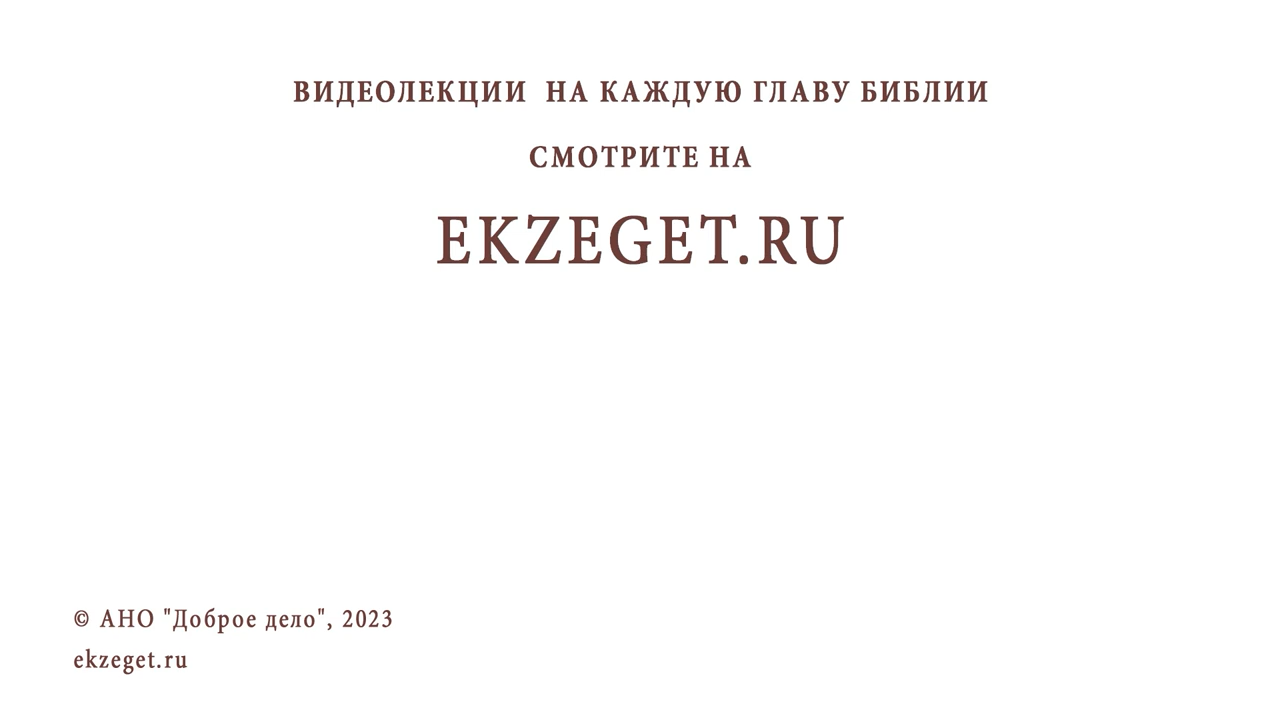 ВИДЕОЛЕКЦИИ НА КАЖДУЮ ГЛАВУ БИБЛИИ
СМОТРИТЕ НА
EKZEGET.RU
© АНО "Доброе дело", 2023
ekzeget.ru